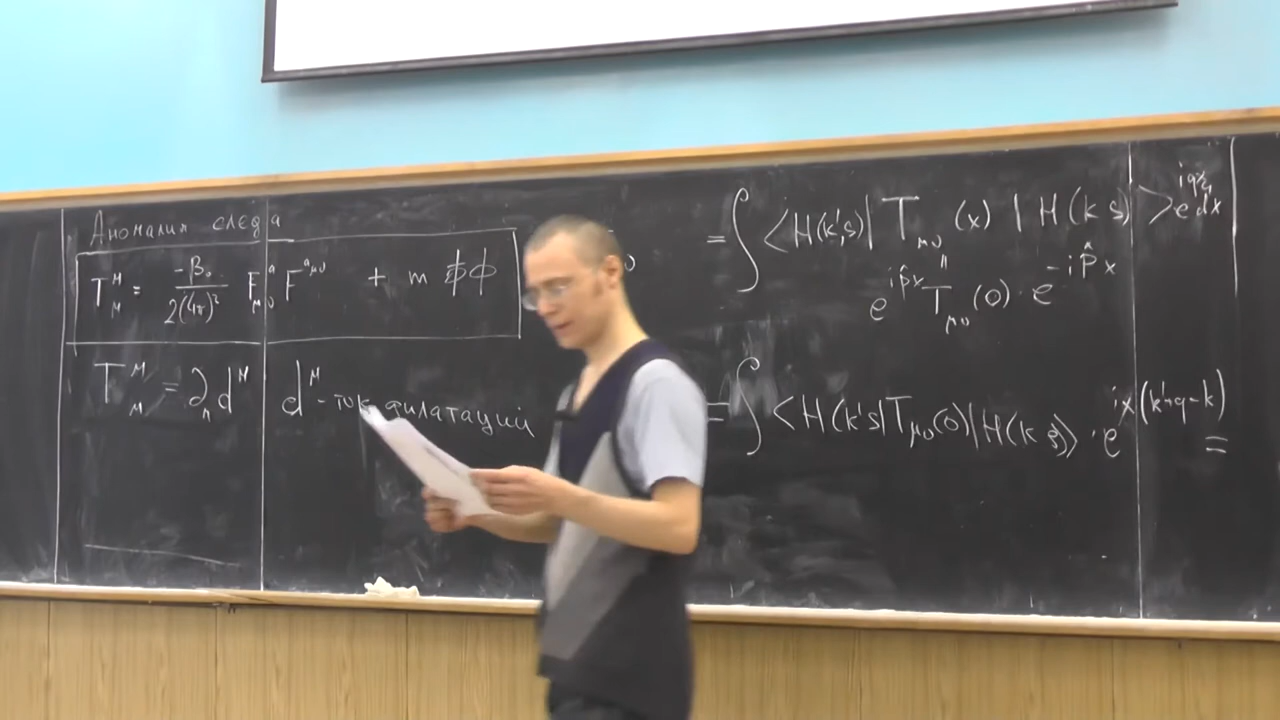 Аномалия следа
T^μ_μ = -β₀/2(4π)² F^a_μν F^{aμν} + m ψ̄ψ
T^μ_μ = ∂_μ d^μ d^μ - ток дилатаций
= ∫ <H(k',s)| T_μν (x) | H(k s) > e^{iqx} dx
e^{iP̂x} T_μν (0) · e^{-iP̂x}
= ∫ <H(k's|T_μν(0)|H(k s)> · e^{ix(k'+q-k)} =